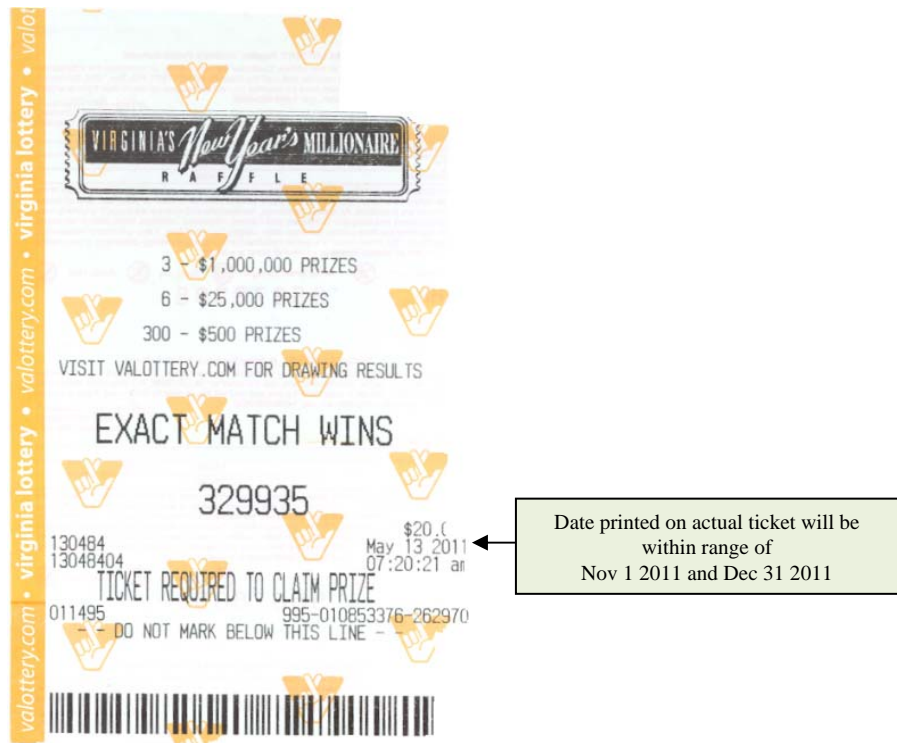 VIRGINIA'S New Year's MILLIONAIRE
RAFFLE
3 - $1,000,000 PRIZES
6 - $25,000 PRIZES
300 - $500 PRIZES
VISIT VALOTTERY.COM FOR DRAWING RESULTS
EXACT MATCH WINS
329935
$20.(
130484 May 13 2011
13048404 07:20:21 am
TICKET REQUIRED TO CLAIM PRIZE
011495 995-010853376-262970
- - DO NOT MARK BELOW THIS LINE - -
valottery.com • virginia lottery • valottery.com • virginia lottery • valot
Date printed on actual ticket will be
within range of
Nov 1 2011 and Dec 31 2011